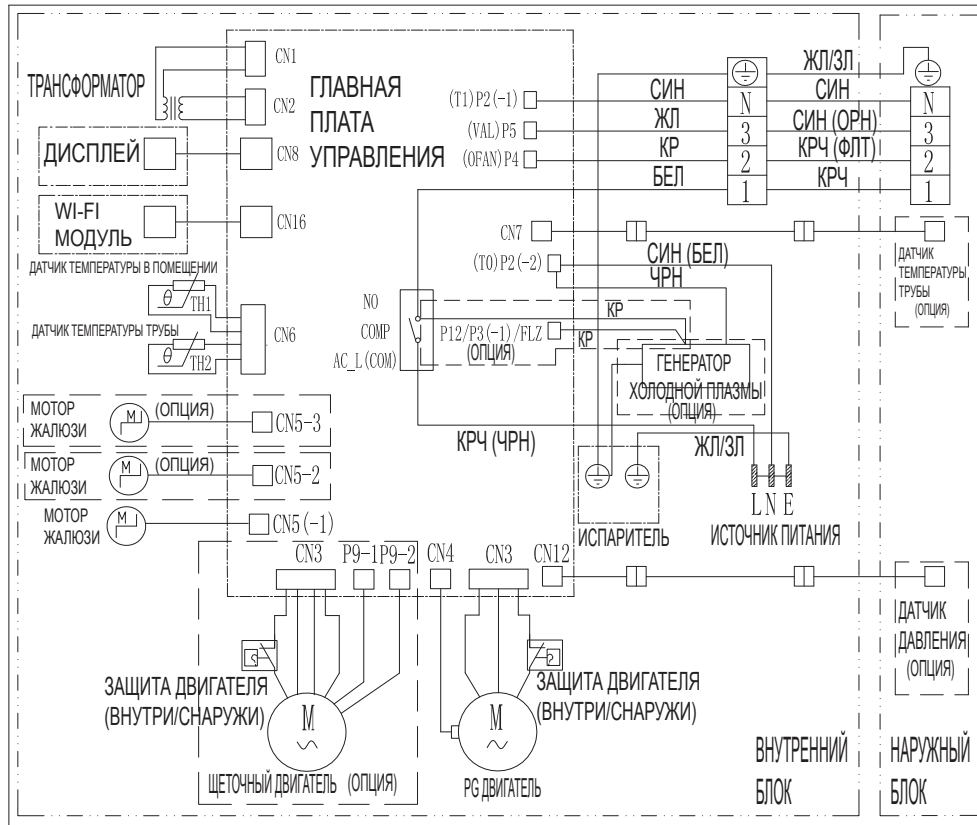 ТРАНСФОРМАТОР
CN1
CN2
ГЛАВНАЯ
ПЛАТА
УПРАВЛЕНИЯ
(T1)P2(-1)
(VAL)P5
(OFAN)P4
СИН
ЖЛ
КР
БЕЛ
N
3
2
1
ЖЛ/ЗЛ
СИН
СИН (ОРН)
КРЧ (ФЛТ)
КРЧ
N
3
2
1
ДИСПЛЕЙ
CN8
WI-FI
МОДУЛЬ
CN16
CN7
(T0)P2(-2)
СИН (БЕЛ)
ЧРН
ДАТЧИК
ТЕМПЕРАТУРЫ
ТРУБЫ
(ОПЦИЯ)
ДАТЧИК ТЕМПЕРАТУРЫ В ПОМЕЩЕНИИ
θ
TH1
ДАТЧИК ТЕМПЕРАТУРЫ ТРУБЫ
θ
TH2
CN6
NO
COMP
AC_L(COM)
КР
P12/P3(-1)/FLZ
(ОПЦИЯ)
КР
ГЕНЕРАТОР
ХОЛОДНОЙ ПЛАЗМЫ
(ОПЦИЯ)
МОТОР
ЖАЛЮЗИ
M
(ОПЦИЯ)
CN5-3
МОТОР
ЖАЛЮЗИ
M
(ОПЦИЯ)
CN5-2
МОТОР
ЖАЛЮЗИ
M
CN5(-1)
КРЧ (ЧРН)
ЖЛ/ЗЛ
ИСПАРИТЕЛЬ
L N E
ИСТОЧНИК ПИТАНИЯ
CN3
P9-1
P9-2
CN4
CN3
CN12
ЗАЩИТА ДВИГАТЕЛЯ
(ВНУТРИ/СНАРУЖИ)
M
ЩЕТОЧНЫЙ ДВИГАТЕЛЬ (ОПЦИЯ)
M
PG ДВИГАТЕЛЬ
ЗАЩИТА ДВИГАТЕЛЯ
(ВНУТРИ/СНАРУЖИ)
ДАТЧИК
ДАВЛЕНИЯ
(ОПЦИЯ)
ВНУТРЕННИЙ
БЛОК
НАРУЖНЫЙ
БЛОК